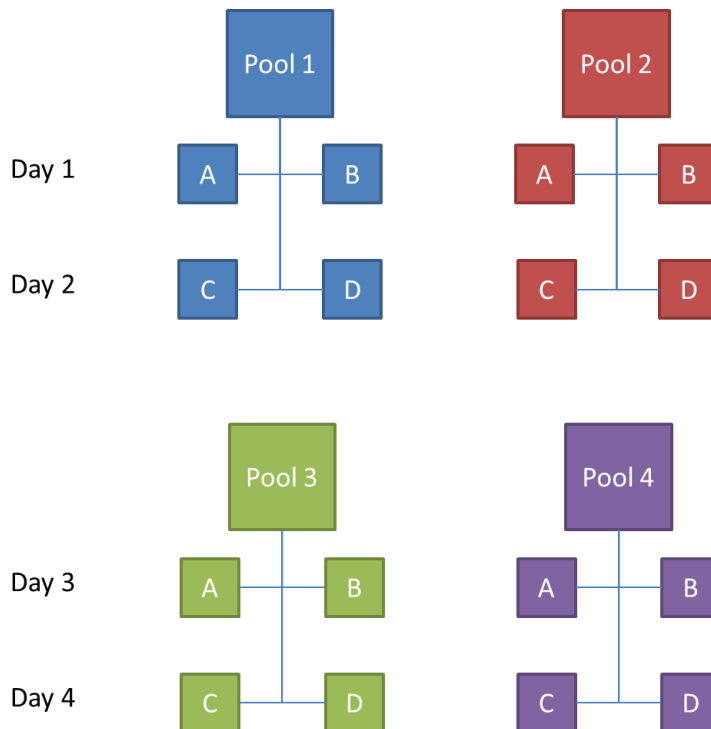 Pool 1 Pool 2
Day 1 A B A B
Day 2 C D C D
Pool 3 Pool 4
Day 3 A B A B
Day 4 C D C D